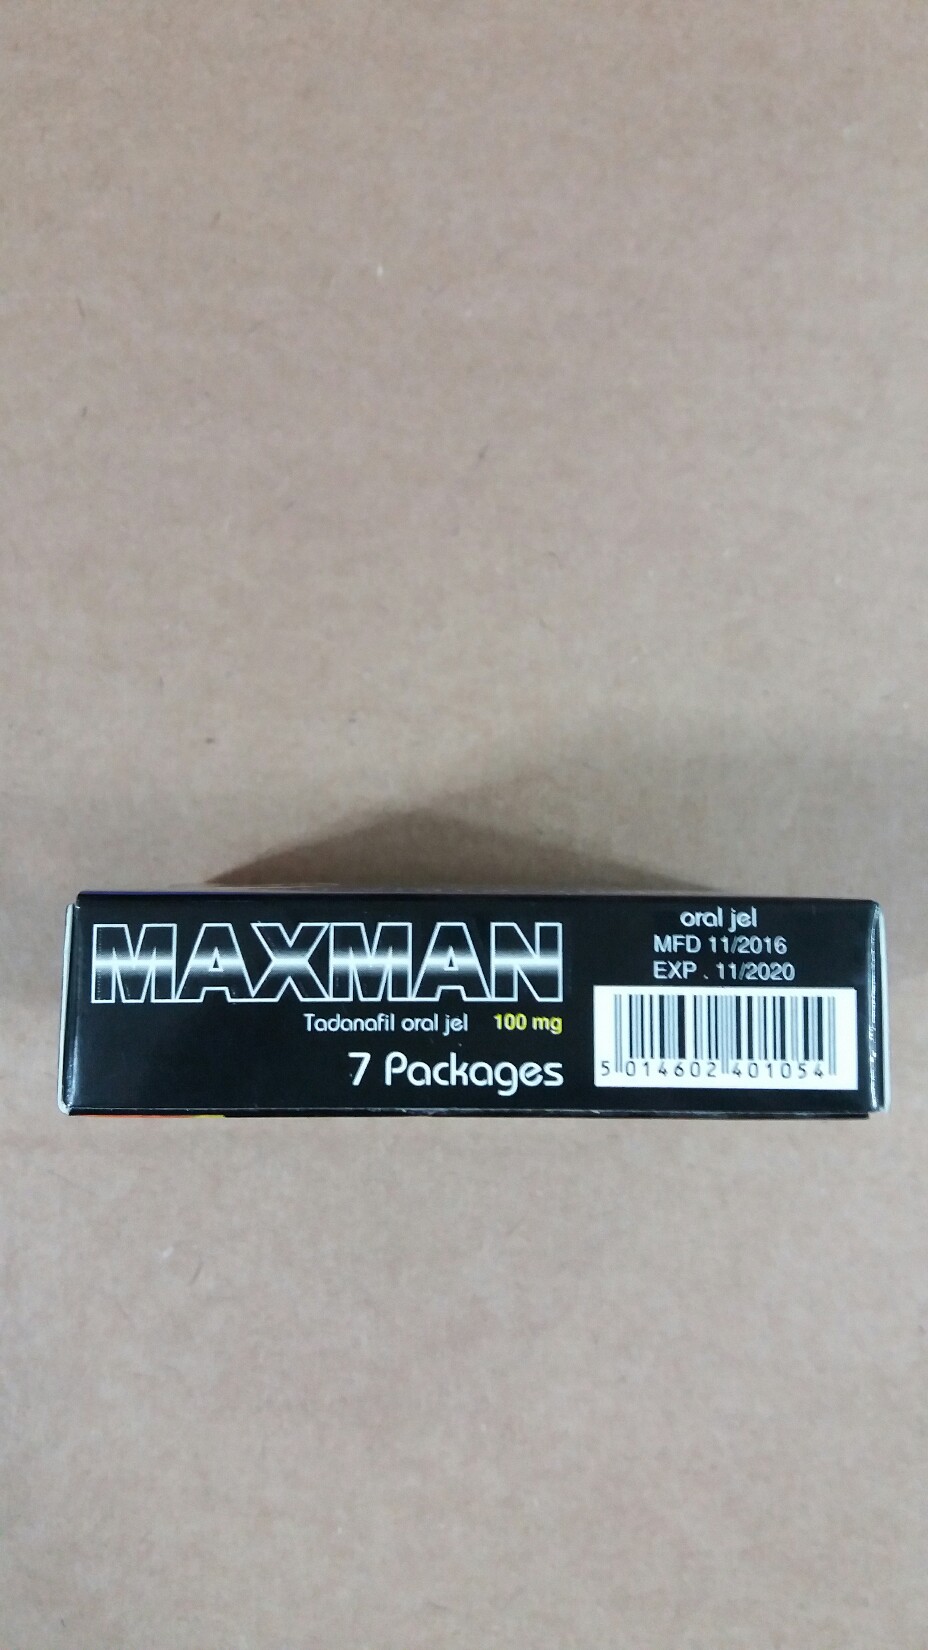 MAXMAN
Tadanafil oral jel 100 mg
7 Packages
oral jel
MFD 11/2016
EXP . 11/2020
5 014602 401054